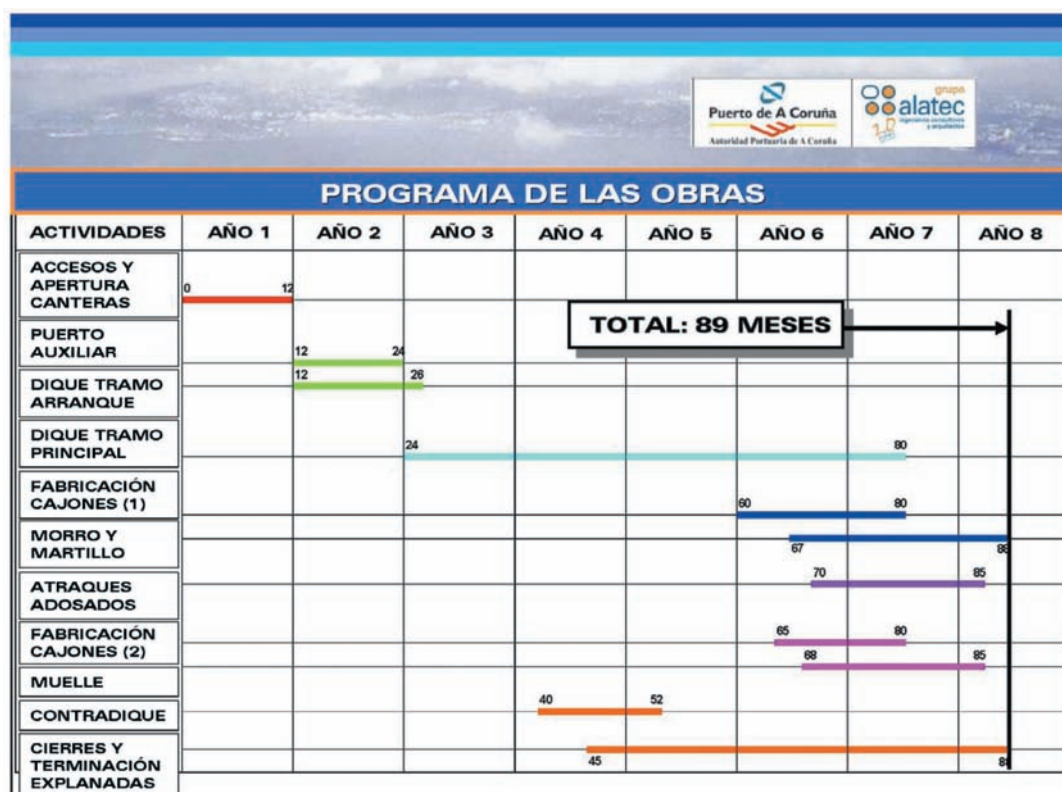 Puerto de A Coruña
Autoridad Portuaria de A Coruña
grupo
alatec
ingenieros consultores
y arquitectos
PROGRAMA DE LAS OBRAS
ACTIVIDADES AÑO 1 AÑO 2 AÑO 3 AÑO 4 AÑO 5 AÑO 6 AÑO 7 AÑO 8
ACCESOS Y
APERTURA
CANTERAS
0 12
TOTAL: 89 MESES
PUERTO
AUXILIAR
12 24
DIQUE TRAMO
ARRANQUE
12 26
DIQUE TRAMO
PRINCIPAL
24 80
FABRICACIÓN
CAJONES (1)
60 80
MORRO Y
MARTILLO
67
ATRAQUES
ADOSADOS
70 85
FABRICACIÓN
CAJONES (2)
65 80
MUELLE
68 85
CONTRADIQUE
40 52
CIERRES Y
TERMINACIÓN
EXPLANADAS
45